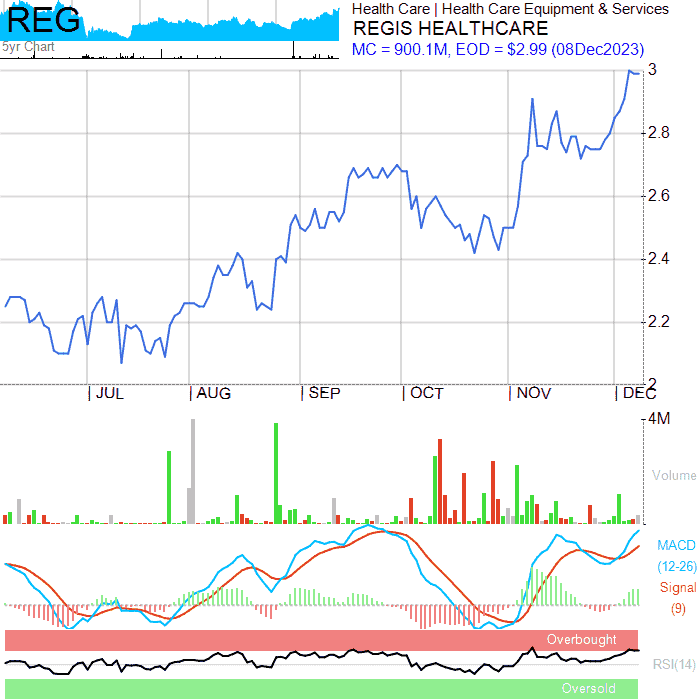 REG
5yr Chart
Health Care | Health Care Equipment & Services
REGIS HEALTHCARE
MC = 900.1M, EOD = $2.99 (08Dec2023)
3
2.8
2.6
2.4
2.2
2
JUL AUG SEP OCT NOV DEC
4M
Volume
MACD
(12-26)
Signal
(9)
Overbought
RSI(14)
Oversold